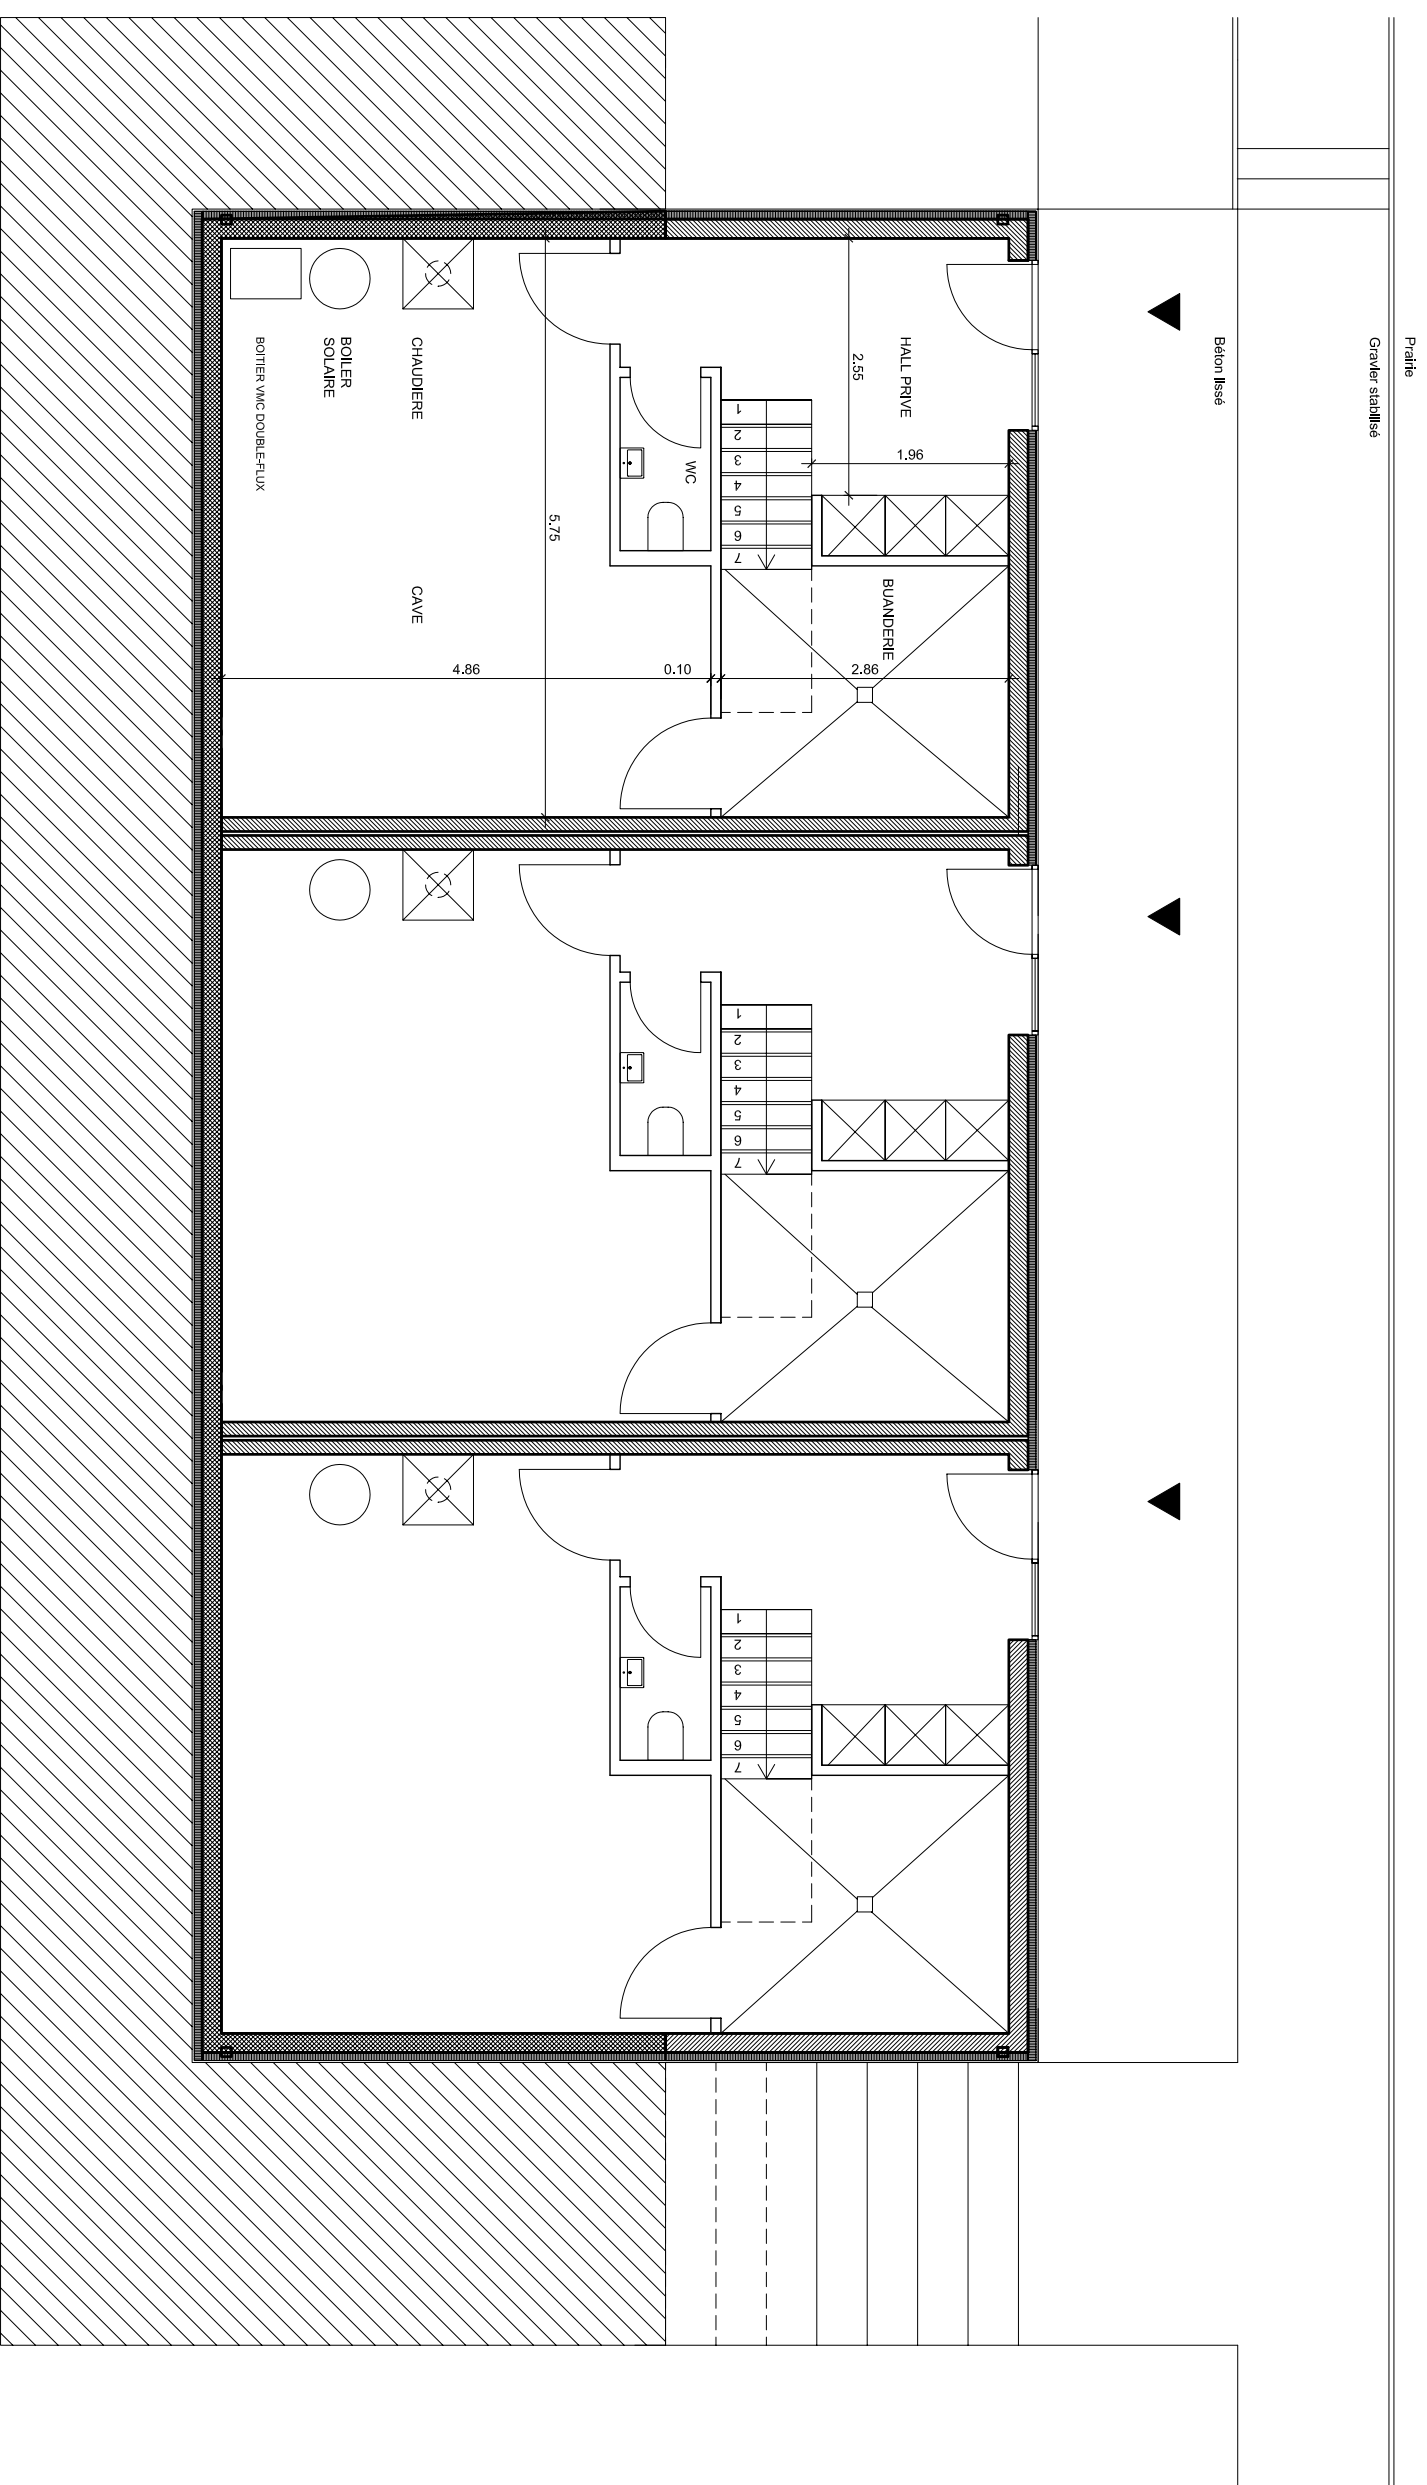 Prairie
Gravier stabilisé
Béton lissé
HALL PRIVE
2.55
1.96
BUANDERIE
1
2
3
4
5
6
7
WC
2.86
0.10
4.86
5.75
CHAUDIERE
CAVE
BOILER
SOLAIRE
BOITIER VMC DOUBLE-FLUX
1
2
3
4
5
6
7
1
2
3
4
5
6
7